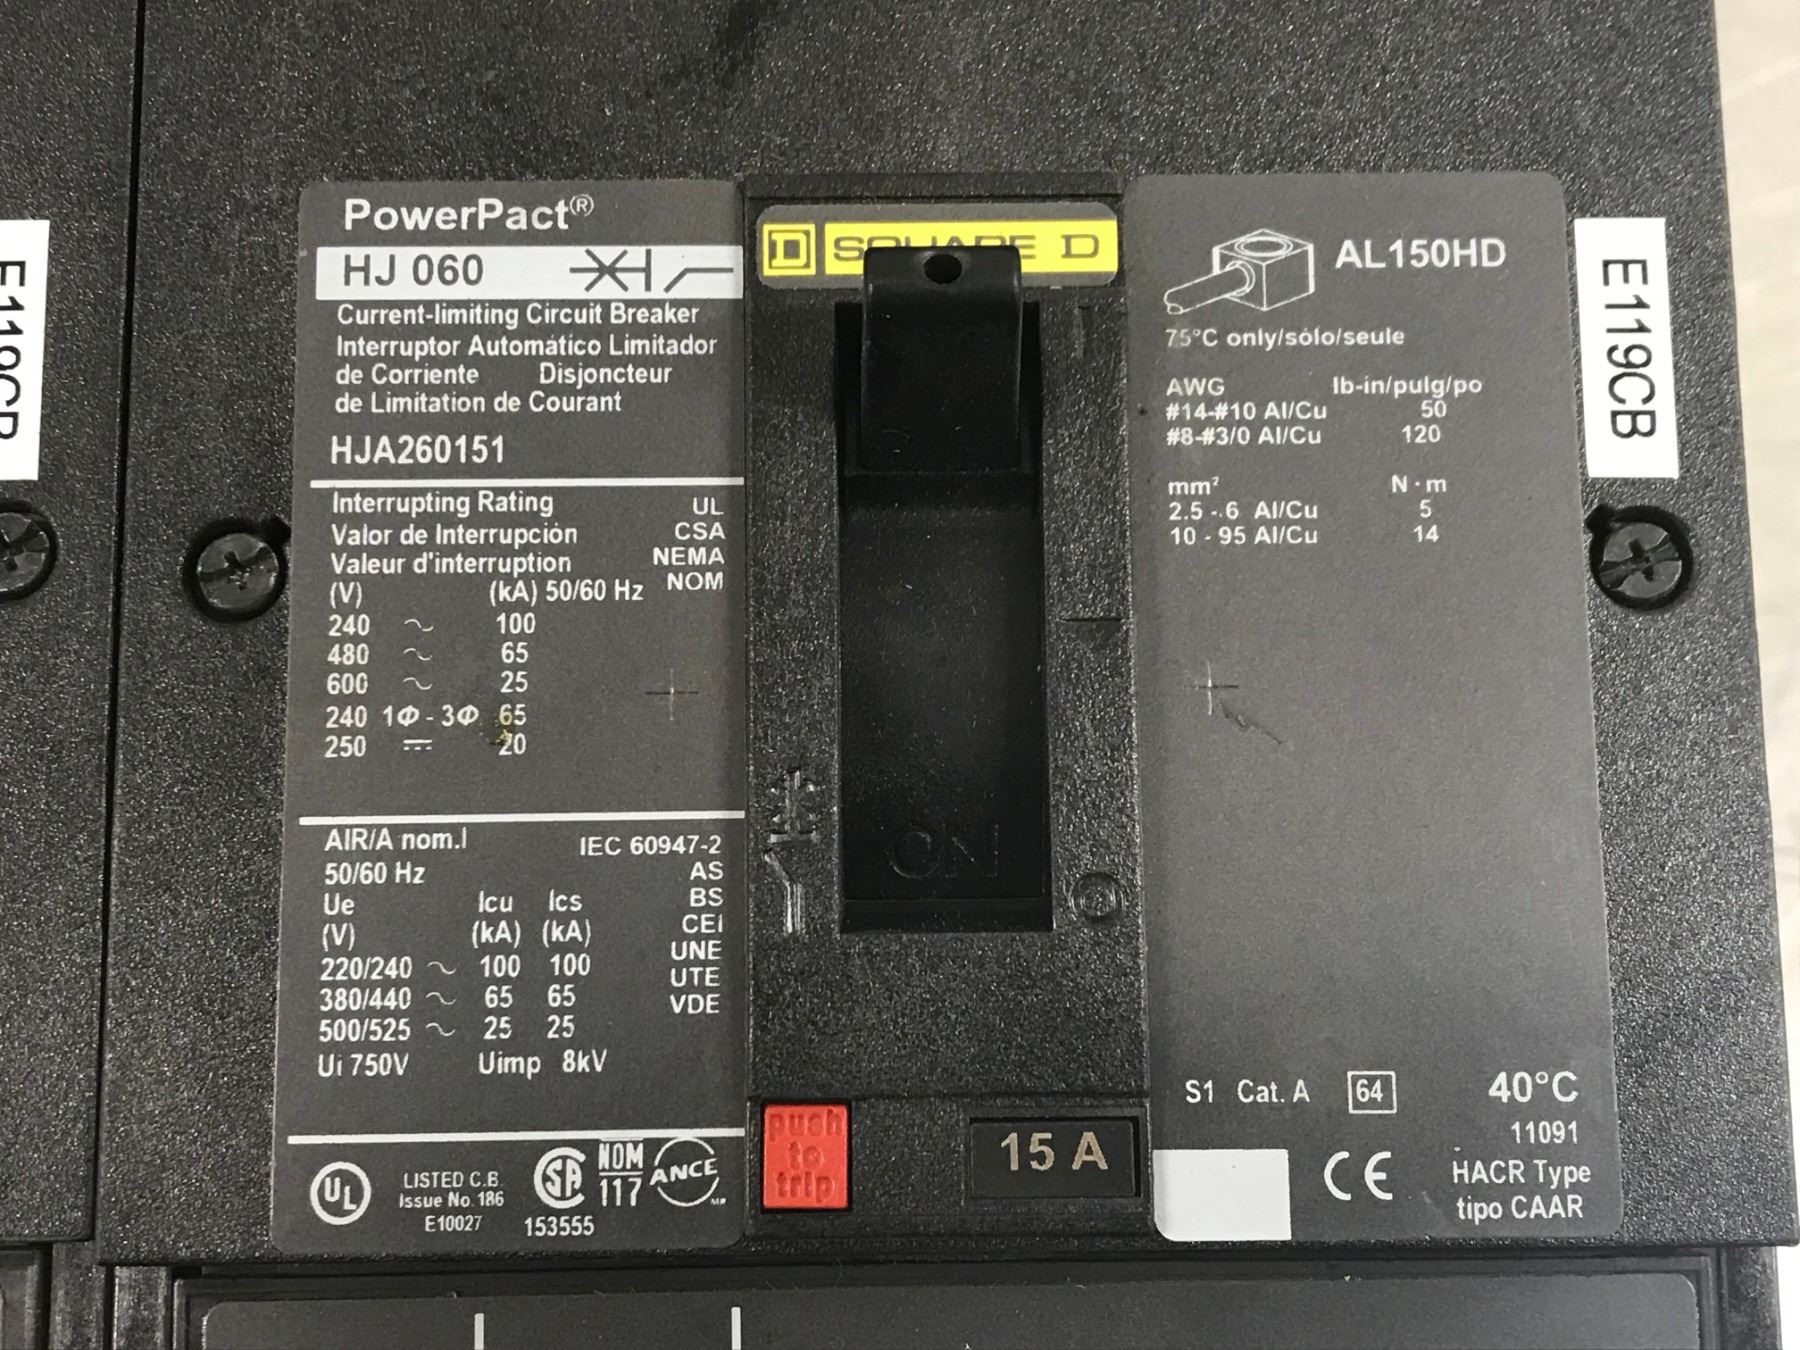 PowerPact®
HJ 060
Current-limiting Circuit Breaker
Interruptor Automático Limitador
de Corriente Disjoncteur
de Limitation de Courant
HJA260151
Interrupting Rating UL
Valor de Interrupción CSA
Valeur d'interruption NEMA
(V) (kA) 50/60 Hz NOM
240 ~ 100
480 ~ 65
600 ~ 25
240 1Φ - 3Φ 65
250 ⎓ 20
AIR/A nom.I IEC 60947-2
50/60 Hz AS
Ue Icu Ics BS
(V) (kA) (kA) CEI
UNE
220/240 ~ 100 100 UTE
380/440 ~ 65 65 VDE
500/525 ~ 25 25
Ui 750V Uimp 8kV
UL
LISTED C.B.
Issue No. 186
E10027
SA
153555
NOM
117
ANCE
MR
D SQUARE D
I
ON
O
push
to
trip
15 A
AL150HD
75°C only/sólo/seule
AWG lb-in/pulg/po
#14-#10 Al/Cu 50
#8-#3/0 Al/Cu 120
mm² N·m
2.5 - 6 Al/Cu 5
10 - 95 Al/Cu 14
S1 Cat. A 64 40°C
11091
CE HACR Type
tipo CAAR
E119CB
E119CB